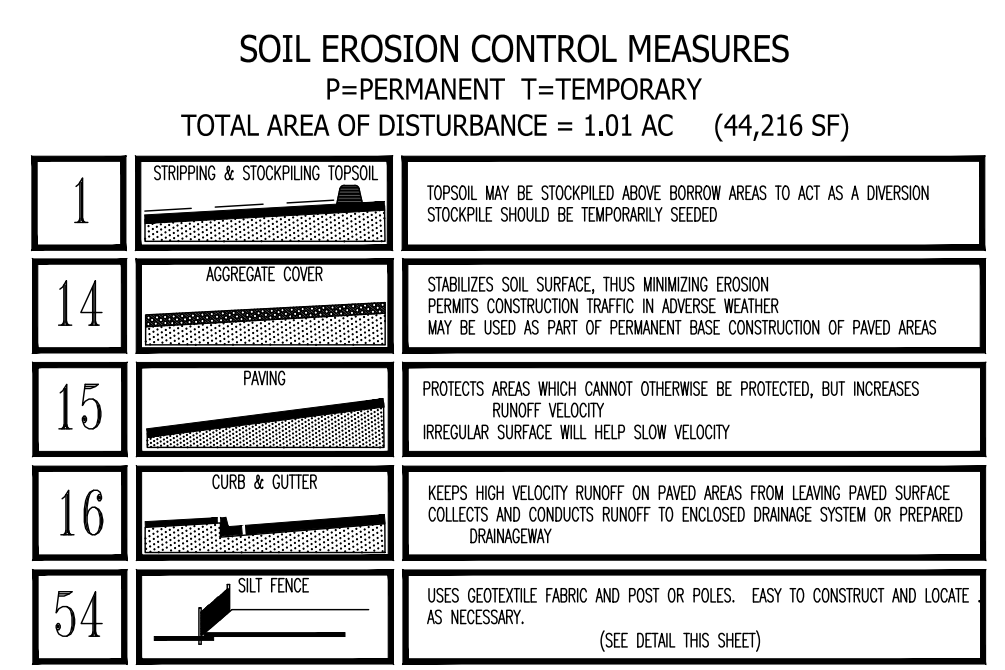 SOIL EROSION CONTROL MEASURES
P=PERMANENT T=TEMPORARY
TOTAL AREA OF DISTURBANCE = 1.01 AC (44,216 SF)
1
STRIPPING & STOCKPILING TOPSOIL
TOPSOIL MAY BE STOCKPILED ABOVE BORROW AREAS TO ACT AS A DIVERSION
STOCKPILE SHOULD BE TEMPORARILY SEEDED
14
AGGREGATE COVER
STABILIZES SOIL SURFACE, THUS MINIMIZING EROSION
PERMITS CONSTRUCTION TRAFFIC IN ADVERSE WEATHER
MAY BE USED AS PART OF PERMANENT BASE CONSTRUCTION OF PAVED AREAS
15
PAVING
PROTECTS AREAS WHICH CANNOT OTHERWISE BE PROTECTED, BUT INCREASES
RUNOFF VELOCITY
IRREGULAR SURFACE WILL HELP SLOW VELOCITY
16
CURB & GUTTER
KEEPS HIGH VELOCITY RUNOFF ON PAVED AREAS FROM LEAVING PAVED SURFACE
COLLECTS AND CONDUCTS RUNOFF TO ENCLOSED DRAINAGE SYSTEM OR PREPARED
DRAINAGEWAY
54
SILT FENCE
USES GEOTEXTILE FABRIC AND POST OR POLES. EASY TO CONSTRUCT AND LOCATE .
AS NECESSARY.
(SEE DETAIL THIS SHEET)